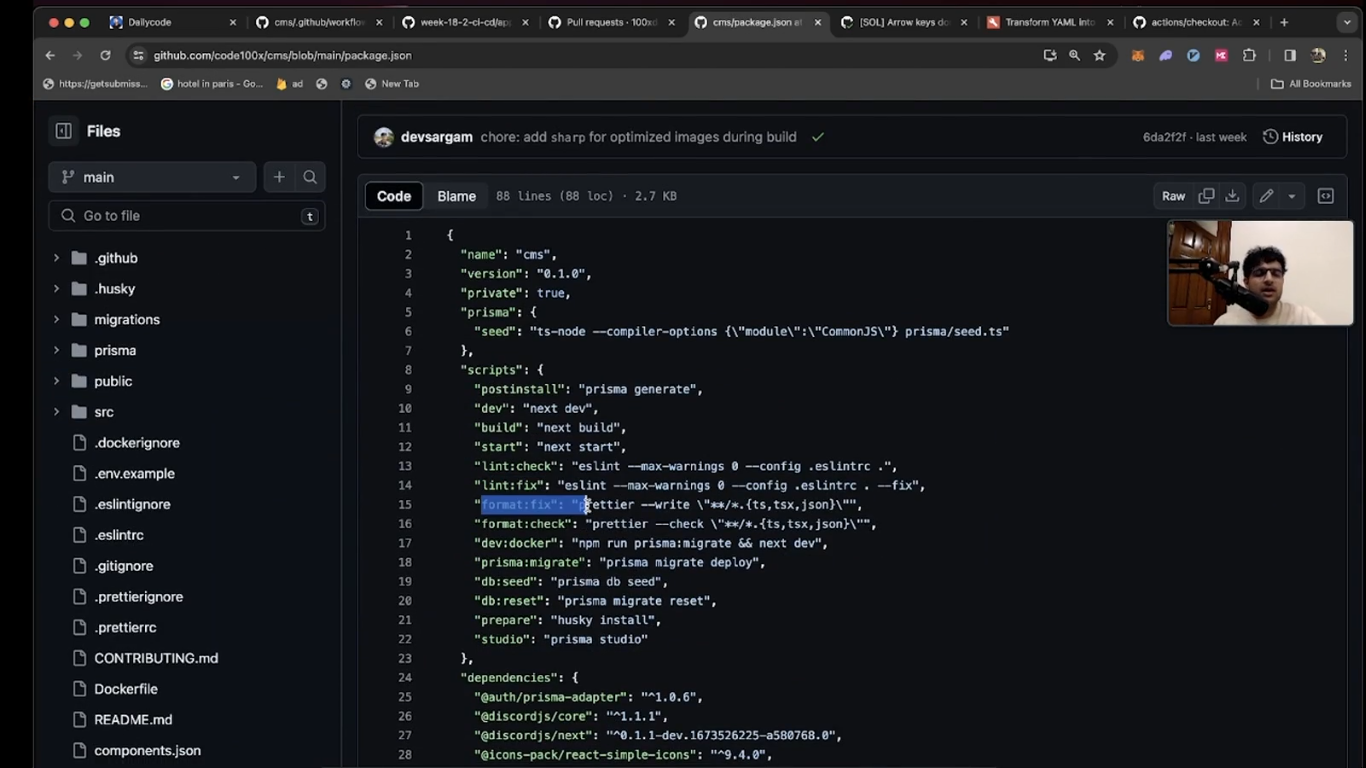 Dailycode
cms/.github/workflow
week-18-2-ci-cd/ap
Pull requests · 100xd
cms/package.json at
[SOL] Arrow keys do
Transform YAML into
actions/checkout: Ac
github.com/code100x/cms/blob/main/package.json
https://getsubmiss...
hotel in paris - Go...
ad
New Tab
All Bookmarks
Files
main
Go to file
t
.github
.husky
migrations
prisma
public
src
.dockerignore
.env.example
.eslintignore
.eslintrc
.gitignore
.prettierignore
.prettierrc
CONTRIBUTING.md
Dockerfile
README.md
components.json
devsargam chore: add sharp for optimized images during build
6da2f2f · last week
History
Code
Blame
88 lines (88 loc) · 2.7 KB
Raw
1 {
2 "name": "cms",
3 "version": "0.1.0",
4 "private": true,
5 "prisma": {
6 "seed": "ts-node --compiler-options {\"module\":\"CommonJS\"} prisma/seed.ts"
7 },
8 "scripts": {
9 "postinstall": "prisma generate",
10 "dev": "next dev",
11 "build": "next build",
12 "start": "next start",
13 "lint:check": "eslint --max-warnings 0 --config .eslintrc .",
14 "lint:fix": "eslint --max-warnings 0 --config .eslintrc . --fix",
15 "format:fix": "prettier --write \"**/*.{ts,tsx,json}\"",
16 "format:check": "prettier --check \"**/*.{ts,tsx,json}\"",
17 "dev:docker": "npm run prisma:migrate && next dev",
18 "prisma:migrate": "prisma migrate deploy",
19 "db:seed": "prisma db seed",
20 "db:reset": "prisma migrate reset",
21 "prepare": "husky install",
22 "studio": "prisma studio"
23 },
24 "dependencies": {
25 "@auth/prisma-adapter": "^1.0.6",
26 "@discordjs/core": "^1.1.1",
27 "@discordjs/next": "^0.1.1-dev.1673526225-a580768.0",
28 "@icons-pack/react-simple-icons": "^9.4.0",